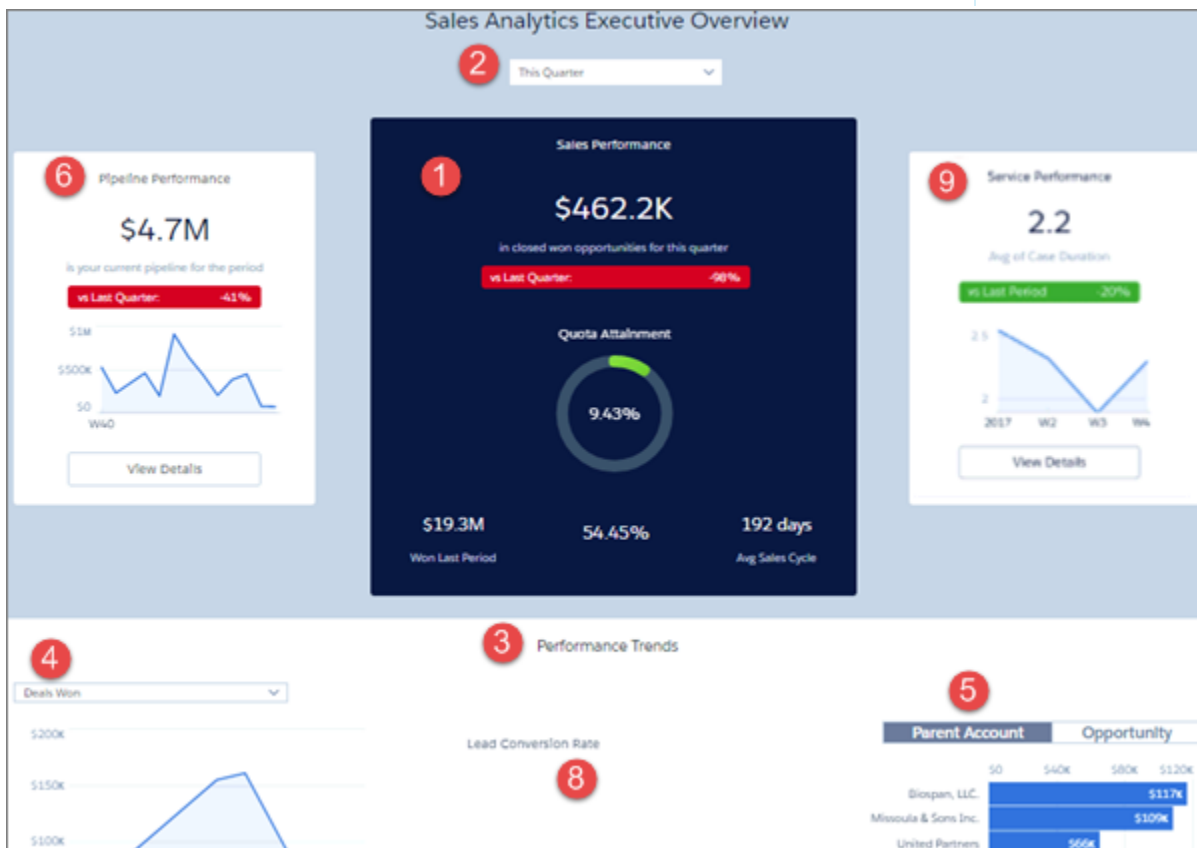 Sales Analytics Executive Overview
2
This Quarter
6
Pipeline Performance
$4.7M
is your current pipeline for the period
vs Last Quarter: -41%
$1M
$500K
$0
W40
View Details
1
Sales Performance
$462.2K
in closed won opportunities for this quarter
vs Last Quarter: -98%
Quota Attainment
9.43%
$19.3M
Won Last Period
54.45%
192 days
Avg Sales Cycle
9
Service Performance
2.2
Avg of Case Duration
vs Last Period -20%
2.5
2
2017 W2 W3 W4
View Details
3
Performance Trends
4
Deals Won
$200K
$150K
$100K
Lead Conversion Rate
8
5
Parent Account Opportunity
$0 $40K $80K $120K
Biospan, LLC. $117K
Missoula & Sons Inc. $109K
United Partners $66K